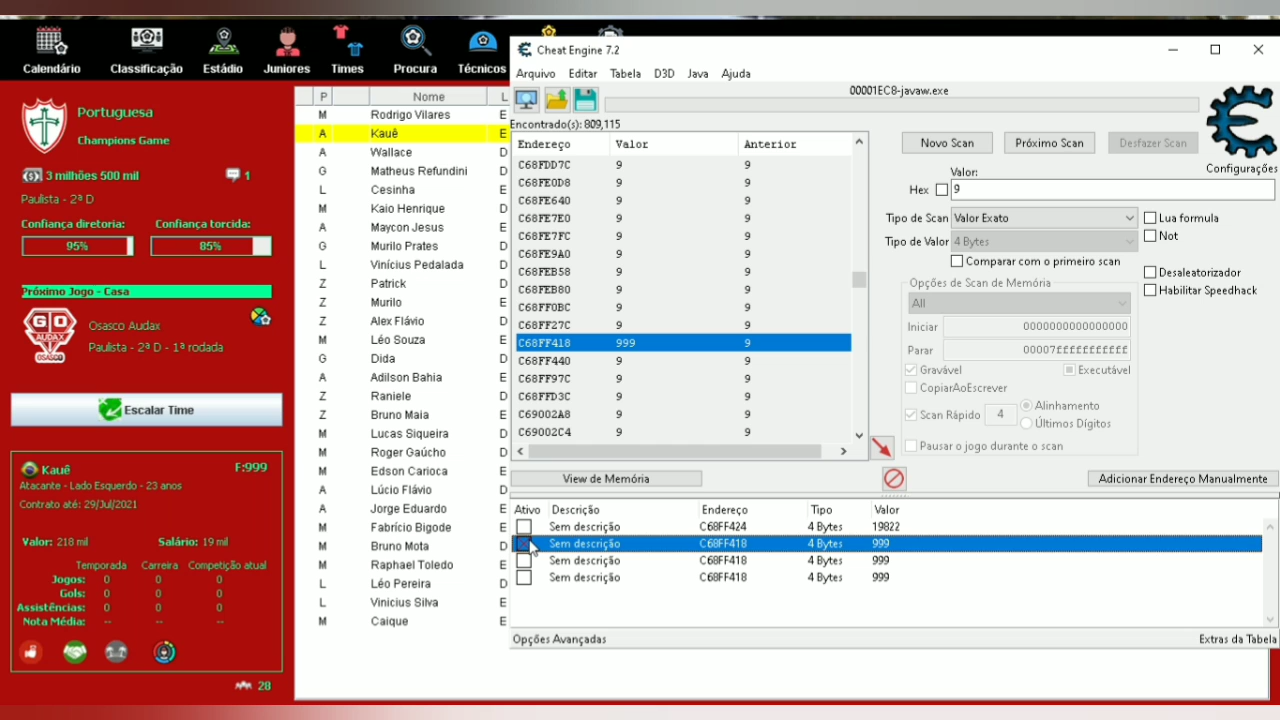 Calendário Classificação Estádio Juniores Times Procura Técnicos
Portuguesa
Champions Game
3 milhões 500 mil 1
Paulista - 2ª D
Confiança diretoria: Confiança torcida:
95% 85%
Próximo Jogo - Casa
GO
AUDAX
OSASCO
Osasco Audax
Paulista - 2ª D - 1ª rodada
Escalar Time
Kauê F:999
Atacante - Lado Esquerdo - 23 anos
Contrato até: 29/Jul/2021
Valor: 218 mil Salário: 19 mil
Temporada Carreira Competição atual
Jogos: 0 0 0
Gols: 0 0 0
Assistências: 0 0 0
Nota Média: -- -- --
28
P Nome L
M Rodrigo Vilares E
A Kauê E
A Wallace D
G Matheus Refundini D
L Cesinha E
M Kaio Henrique D
A Maycon Jesus E
G Murilo Prates D
L Vinícius Pedalada D
Z Patrick D
Z Murilo E
Z Alex Flávio D
M Léo Souza E
G Dida D
A Adilson Bahia E
Z Raniele D
Z Bruno Maia E
M Lucas Siqueira D
M Roger Gaúcho D
M Edson Carioca E
A Lúcio Flávio D
A Jorge Eduardo E
M Fabrício Bigode E
M Bruno Mota D
M Raphael Toledo E
L Léo Pereira D
L Vinicius Silva E
M Caique E
Cheat Engine 7.2
Arquivo Editar Tabela D3D Java Ajuda
00001EC8-javaw.exe
Encontrado(s): 809,115
Endereço Valor Anterior
C68FDD7C 9 9
C68FE0D8 9 9
C68FE640 9 9
C68FE7E0 9 9
C68FE7FC 9 9
C68FE9A0 9 9
C68FEB58 9 9
C68FEB80 9 9
C68FF0BC 9 9
C68FF27C 9 9
C68FF418 999 9
C68FF440 9 9
C68FF97C 9 9
C68FFD3C 9 9
C69002A8 9 9
C69002C4 9 9
Novo Scan Próximo Scan Desfazer Scan
Configurações
Valor:
Hex 9
Tipo de Scan Valor Exato Lua formula
Tipo de Valor 4 Bytes Not
Comparar com o primeiro scan
Opções de Scan de Memória
All
Desaleatorizador
Habilitar Speedhack
Iniciar 0000000000000000
Parar 00007fffffffffff
Gravável Executável
CopiarAoEscrever
Scan Rápido 4 Alinhamento
Últimos Dígitos
Pausar o jogo durante o scan
View de Memória Adicionar Endereço Manualmente
Ativo Descrição Endereço Tipo Valor
Sem descrição C68FF424 4 Bytes 19822
Sem descrição C68FF418 4 Bytes 999
Sem descrição C68FF418 4 Bytes 999
Sem descrição C68FF418 4 Bytes 999
Opções Avançadas Extras da Tabela